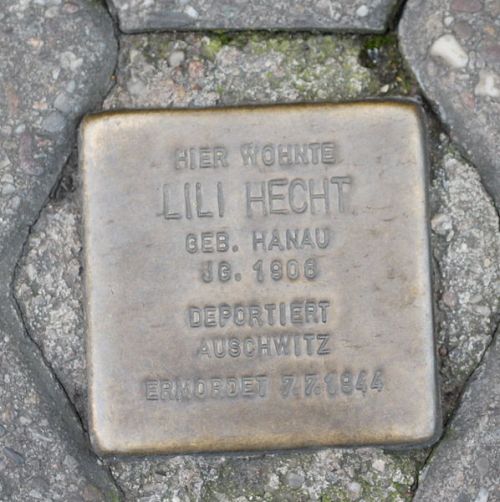 HIER WOHNTE
LILI HECHT
GEB. HANAU
JG. 1906
DEPORTIERT
AUSCHWITZ
ERMORDET 7.7.1944